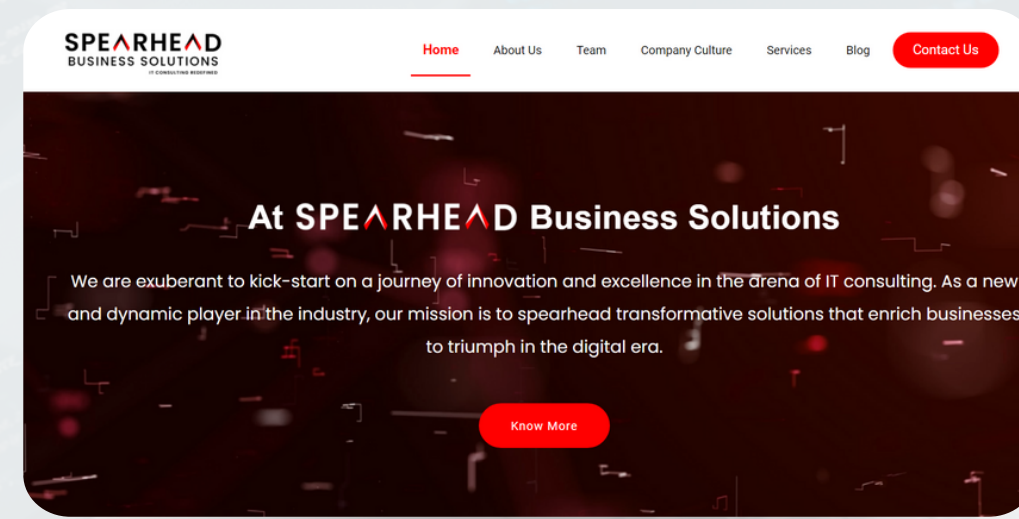 SPEARHEAD
BUSINESS SOLUTIONS
IT CONSULTING REDEFINED
Home
About Us
Team
Company Culture
Services
Blog
Contact Us
At SPEARHEAD Business Solutions
We are exuberant to kick-start on a journey of innovation and excellence in the arena of IT consulting. As a new
and dynamic player in the industry, our mission is to spearhead transformative solutions that enrich businesses
to triumph in the digital era.
Know More